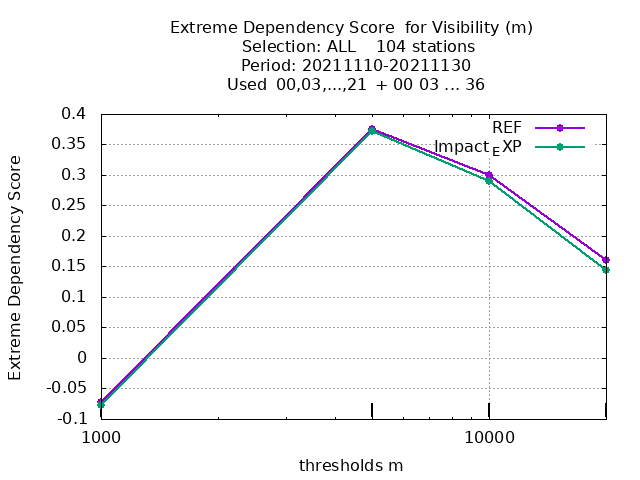 Extreme Dependency Score for Visibility (m)
Selection: ALL 104 stations
Period: 20211110-20211130
Used 00,03,...,21 + 00 03 ... 36
REF
Impact_EXP
0.4
0.35
0.3
0.25
0.2
0.15
0.1
0.05
0
-0.05
-0.1
Extreme Dependency Score
1000
10000
thresholds m